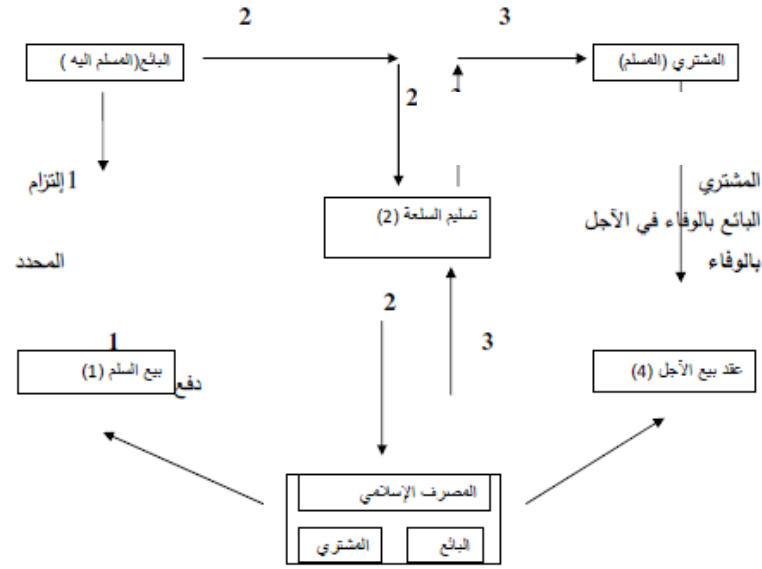 2
3
البائع(المسلم اليه )
المشتري (المسلم)
2
1 إلتزام
المشتري
تسليم السلعة (2)
البائع بالوفاء في الآجل
المحدد
بالوفاء
2
1
3
بيع السلم (1)
دفع
عقد بيع الآجل (4)
المصرف الإسلامي
البائع
المشتري